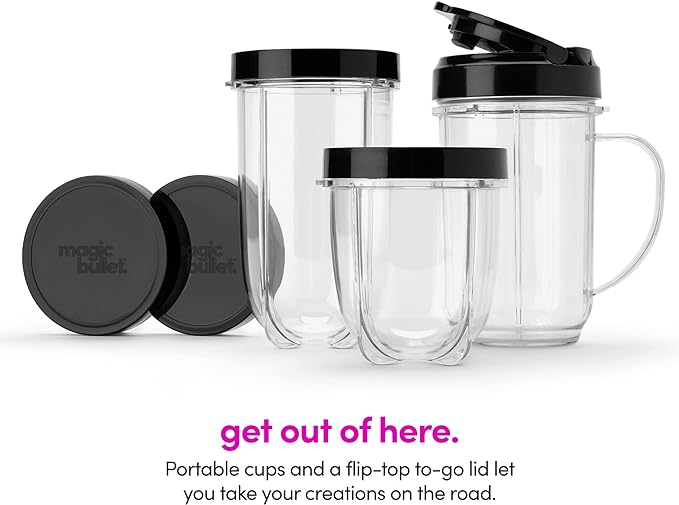 magic
bullet
magic
bullet
get out of here.
Portable cups and a flip-top to-go lid let
you take your creations on the road.